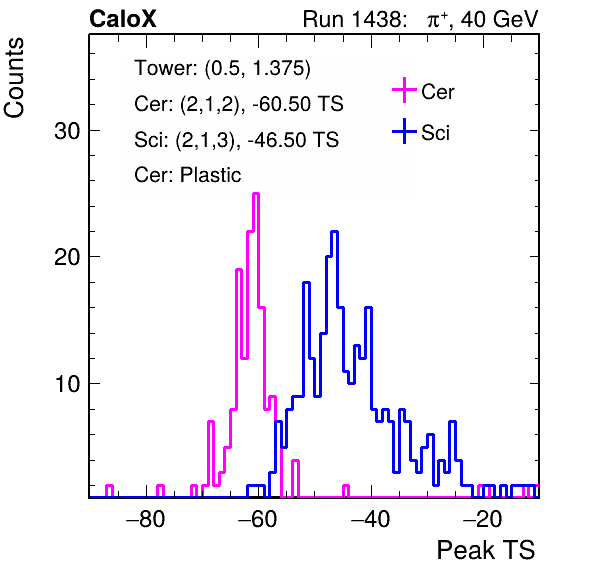 CaloX Run 1438: π⁺, 40 GeV
Counts
Tower: (0.5, 1.375)
Cer: (2,1,2), -60.50 TS
Sci: (2,1,3), -46.50 TS
Cer: Plastic
Cer
Sci
30
20
10
−80 −60 −40 −20
Peak TS